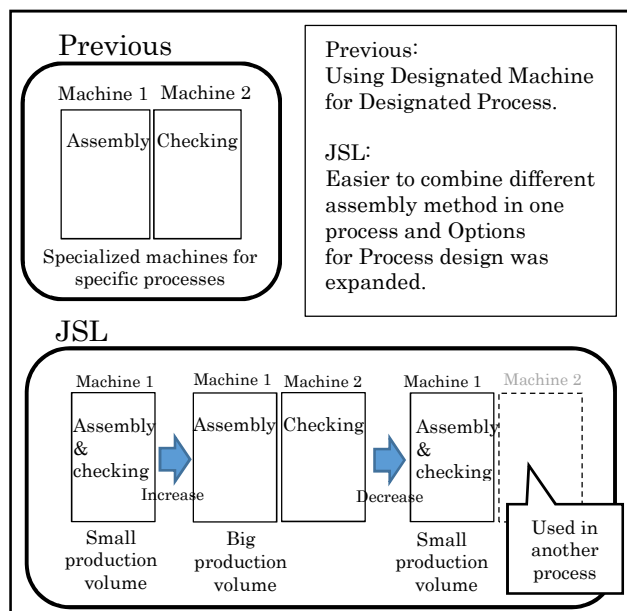 Previous
Machine 1 Machine 2
Assembly Checking
Specialized machines for
specific processes
Previous:
Using Designated Machine
for Designated Process.
JSL:
Easier to combine different
assembly method in one
process and Options
for Process design was
expanded.
JSL
Machine 1
Assembly
&
checking
Small
production
volume
Increase
Machine 1 Machine 2
Assembly Checking
Big
production
volume
Decrease
Machine 1
Assembly
&
checking
Small
production
volume
Machine 2
Used in
another
process